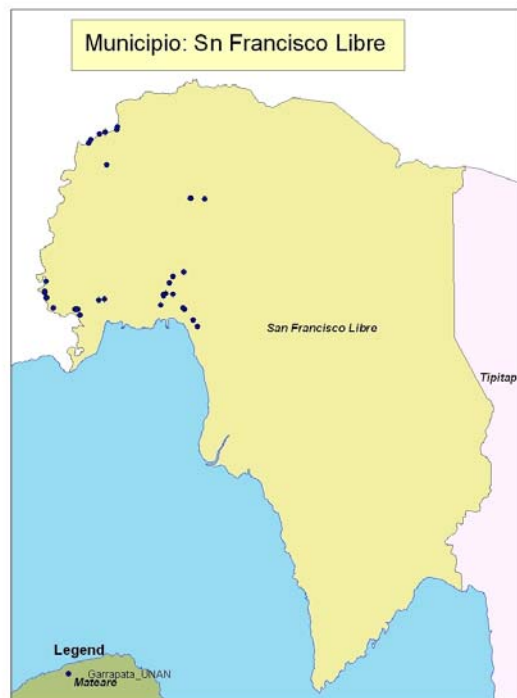 Municipio: Sn Francisco Libre
San Francisco Libre
Tipitap
Legend
Garrapata_UNAN
Mateare